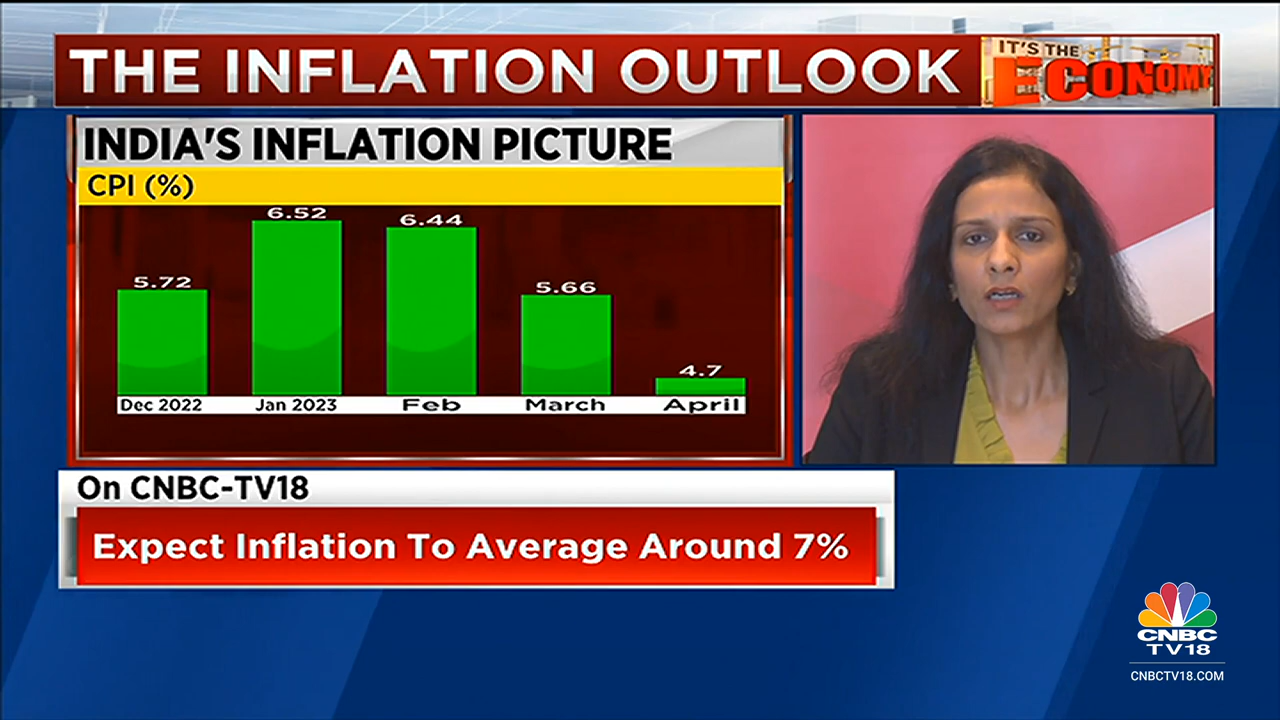 THE INFLATION OUTLOOK
IT'S THE
ECONOMY
INDIA'S INFLATION PICTURE
CPI (%)
5.72
6.52
6.44
5.66
4.7
Dec 2022
Jan 2023
Feb
March
April
On CNBC-TV18
Expect Inflation To Average Around 7%
CNBC
TV18
CNBCTV18.COM